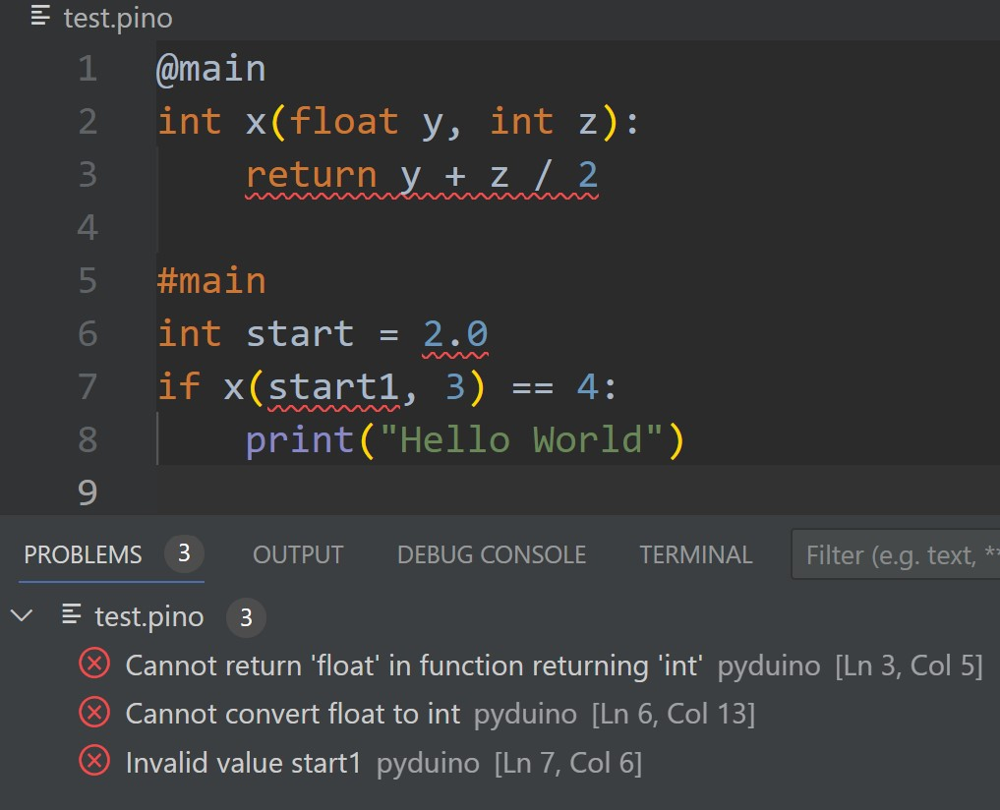 test.pino
1 @main
2 int x(float y, int z):
3     return y + z / 2
4
5 #main
6 int start = 2.0
7 if x(start1, 3) == 4:
8     print("Hello World")
9
PROBLEMS 3 OUTPUT DEBUG CONSOLE TERMINAL Filter (e.g. text, **
test.pino 3
Cannot return 'float' in function returning 'int' pyduino [Ln 3, Col 5]
Cannot convert float to int pyduino [Ln 6, Col 13]
Invalid value start1 pyduino [Ln 7, Col 6]